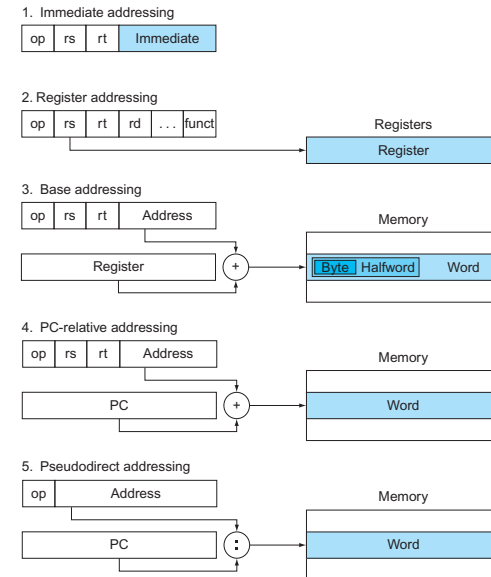 1. Immediate addressing
op rs rt Immediate
2. Register addressing
op rs rt rd . . . funct
Registers
Register
3. Base addressing
op rs rt Address
Memory
Register + Byte Halfword Word
4. PC-relative addressing
op rs rt Address
Memory
PC + Word
5. Pseudodirect addressing
op Address
Memory
PC : Word